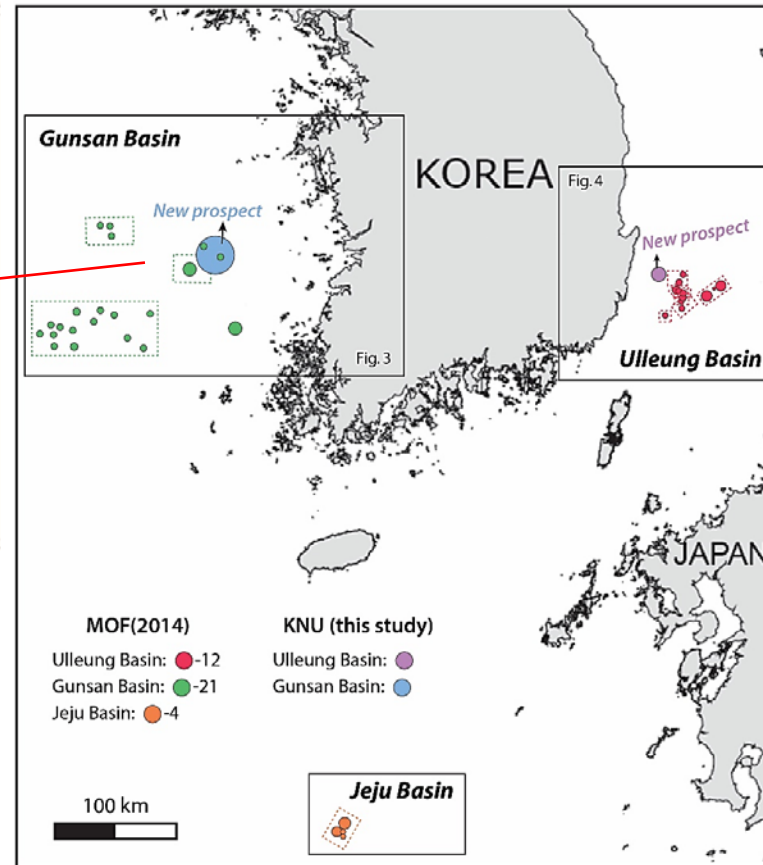 Gunsan Basin
KOREA
Fig. 4
New prospect
New prospect
Fig. 3
Ulleung Basin
JAPAN
MOF(2014)
KNU (this study)
Ulleung Basin: -12
Ulleung Basin:
Gunsan Basin: -21
Gunsan Basin:
Jeju Basin: -4
100 km
Jeju Basin